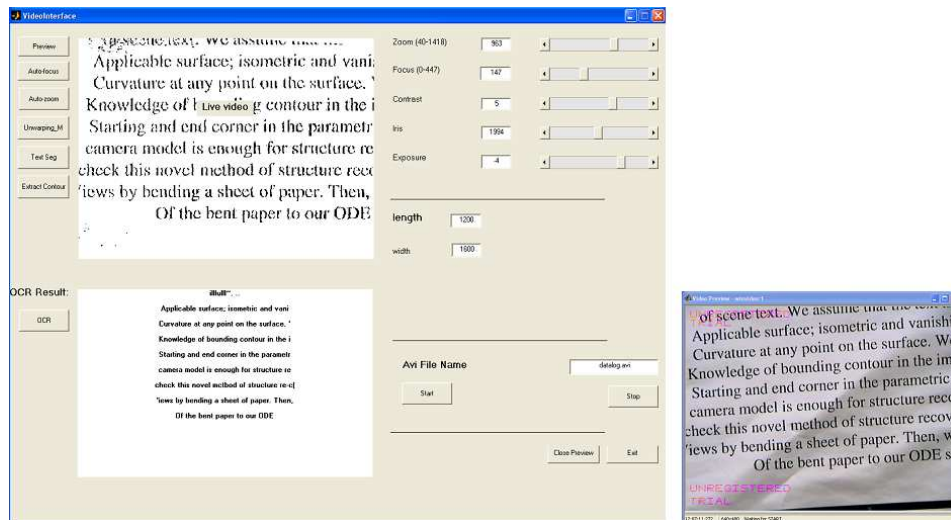 VideoInterface
Preview
Auto-focus
Auto-zoom
Unwarping_M
Text Seg
Extract Contour
scene text. We assume
Applicable surface; isometric and vani
Curvature at any point on the surface.
Knowledge of b Live video g contour in the i
Starting and end corner in the parametr
camera model is enough for structure re
check this novel method of structure reco
'iews by bending a sheet of paper. Then,
Of the bent paper to our ODE
Zoom (40-1418) 963
Focus (0-447) 147
Contrast 5
Iris 1994
Exposure -4
length 1200
width 1600
OCR Result:
OCR
Applicable surface; isometric and vani
Curvature at any point on the surface. '
Knowledge of bounding contour in the i
Starting and end corner in the parametr
camera model is enough for structure re
check this novel method of structure re-c[
'iews by bending a sheet of paper. Then,
Of the bent paper to our ODE
Avi File Name datalog.avi
Start Stop
Close Preview Exit
Video Preview
of scene text. We assume that the
UNREGISTERED
TRIAL
Applicable surface; isometric and vanishi
Curvature at any point on the surface. We
Knowledge of bounding contour in the im
Starting and end corner in the parametric
camera model is enough for structure reco
check this novel method of structure recov
'iews by bending a sheet of paper. Then, w
Of the bent paper to our ODE s
UNREGISTERED
TRIAL
Waiting for START